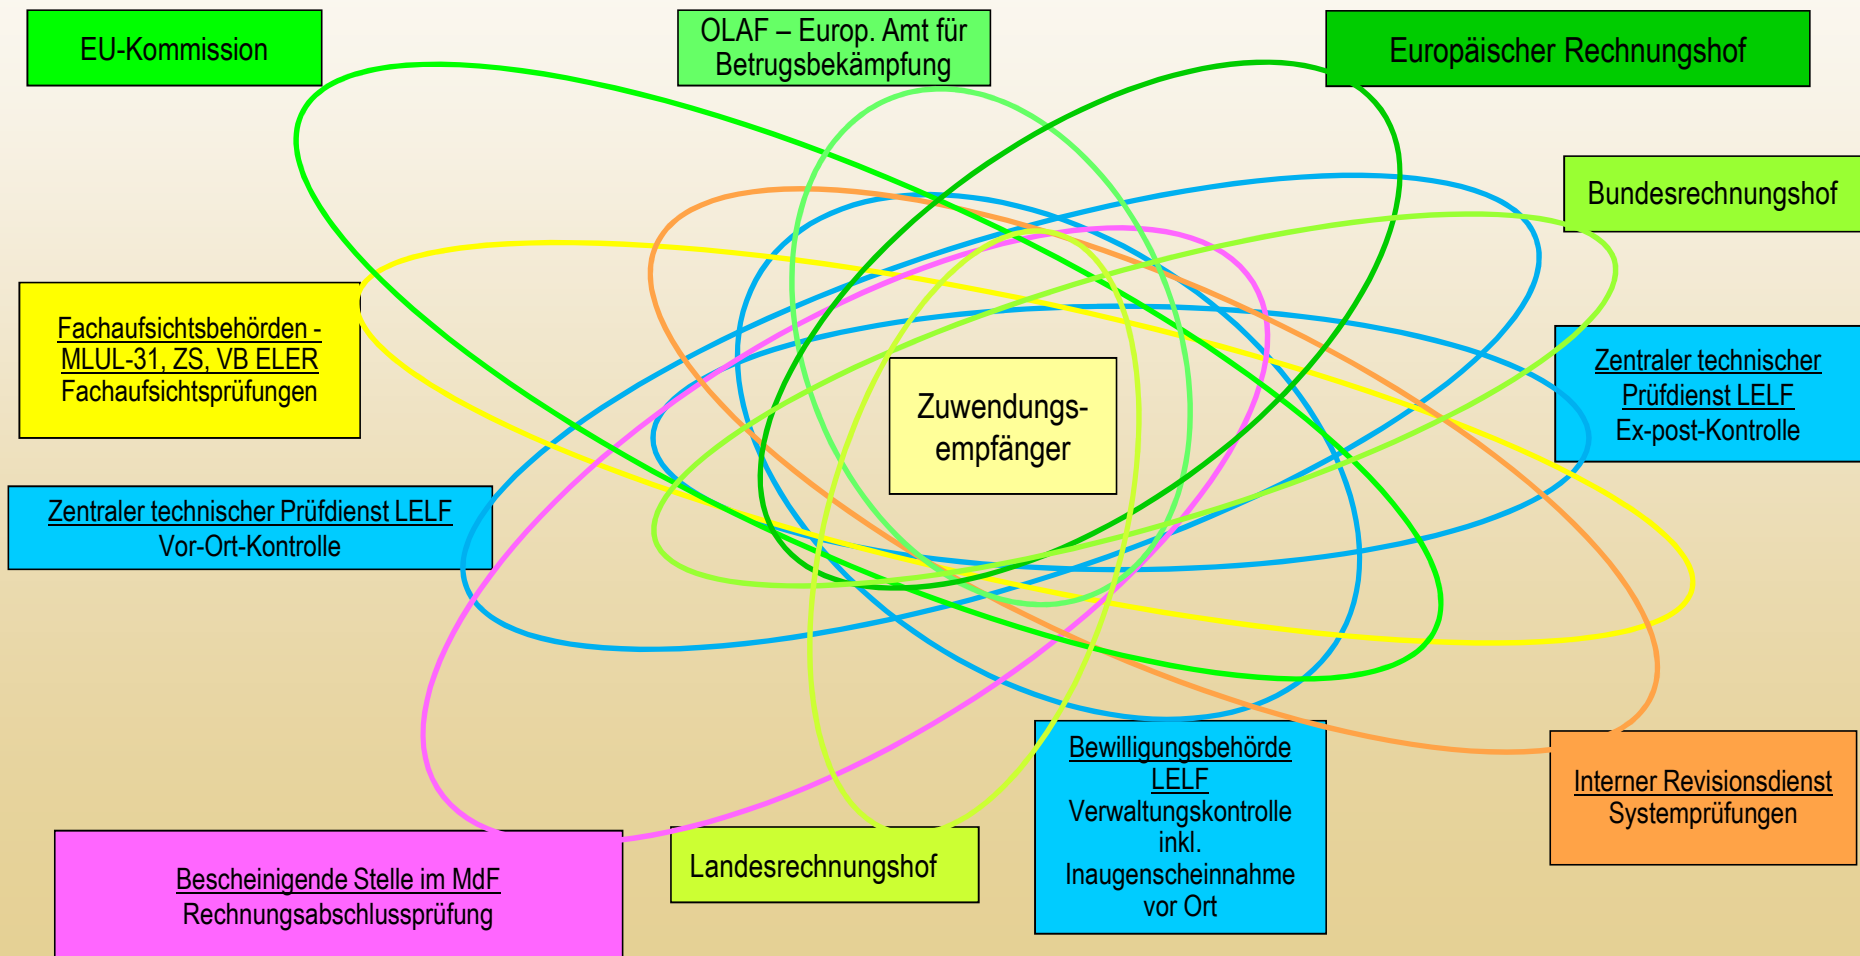 EU-Kommission
OLAF – Europ. Amt für
Betrugsbekämpfung
Europäischer Rechnungshof
Bundesrechnungshof
Fachaufsichtsbehörden -
MLUL-31, ZS, VB ELER
Fachaufsichtsprüfungen
Zentraler technischer
Prüfdienst LELF
Ex-post-Kontrolle
Zuwendungs-
empfänger
Zentraler technischer Prüfdienst LELF
Vor-Ort-Kontrolle
Bewilligungsbehörde
LELF
Verwaltungskontrolle
inkl.
Inaugenscheinnahme
vor Ort
Interner Revisionsdienst
Systemprüfungen
Landesrechnungshof
Bescheinigende Stelle im MdF
Rechnungsabschlussprüfung